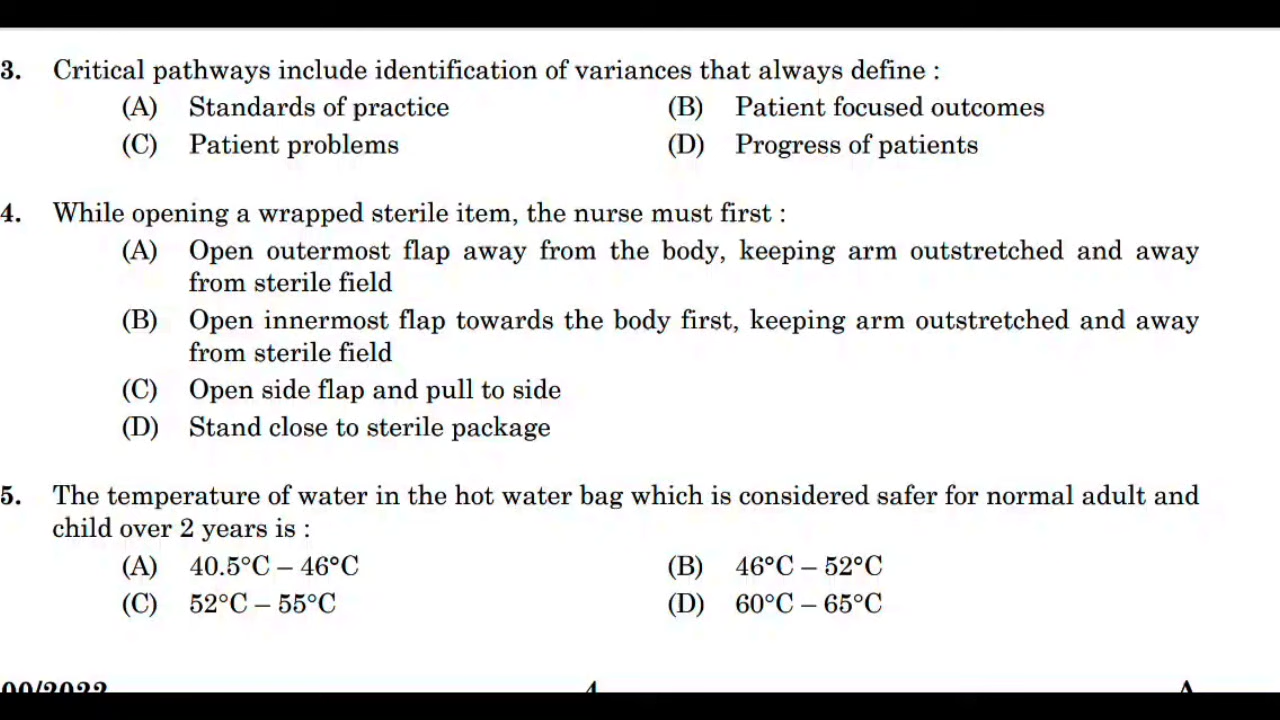 3. Critical pathways include identification of variances that always define :
(A) Standards of practice (B) Patient focused outcomes
(C) Patient problems (D) Progress of patients
4. While opening a wrapped sterile item, the nurse must first :
(A) Open outermost flap away from the body, keeping arm outstretched and away
from sterile field
(B) Open innermost flap towards the body first, keeping arm outstretched and away
from sterile field
(C) Open side flap and pull to side
(D) Stand close to sterile package
5. The temperature of water in the hot water bag which is considered safer for normal adult and
child over 2 years is :
(A) 40.5°C – 46°C (B) 46°C – 52°C
(C) 52°C – 55°C (D) 60°C – 65°C
00/2022 4 A